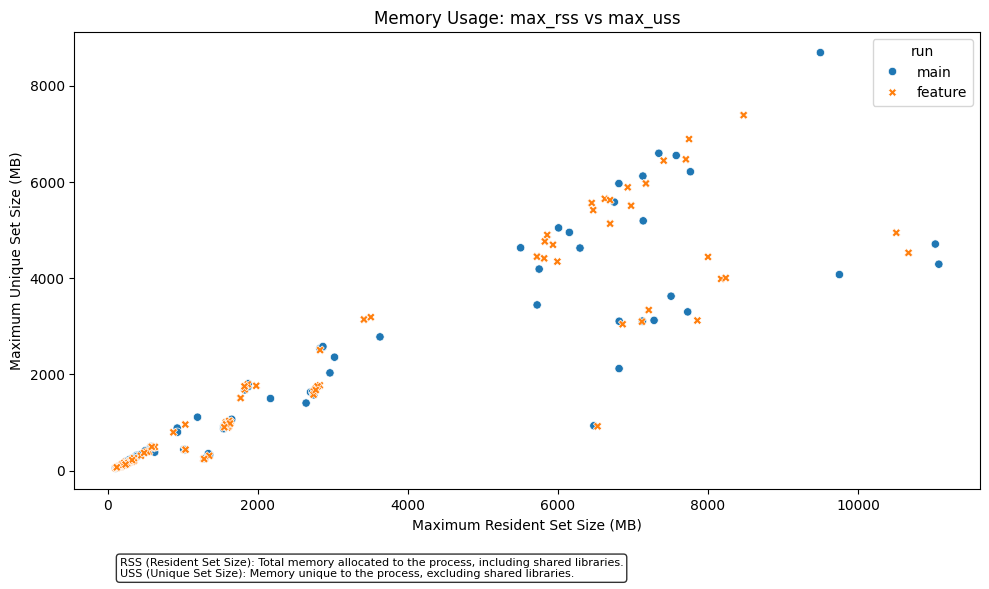 Memory Usage: max_rss vs max_uss
run
main
feature
8000
6000
4000
2000
0
Maximum Unique Set Size (MB)
0
2000
4000
6000
8000
10000
Maximum Resident Set Size (MB)
RSS (Resident Set Size): Total memory allocated to the process, including shared libraries.
USS (Unique Set Size): Memory unique to the process, excluding shared libraries.